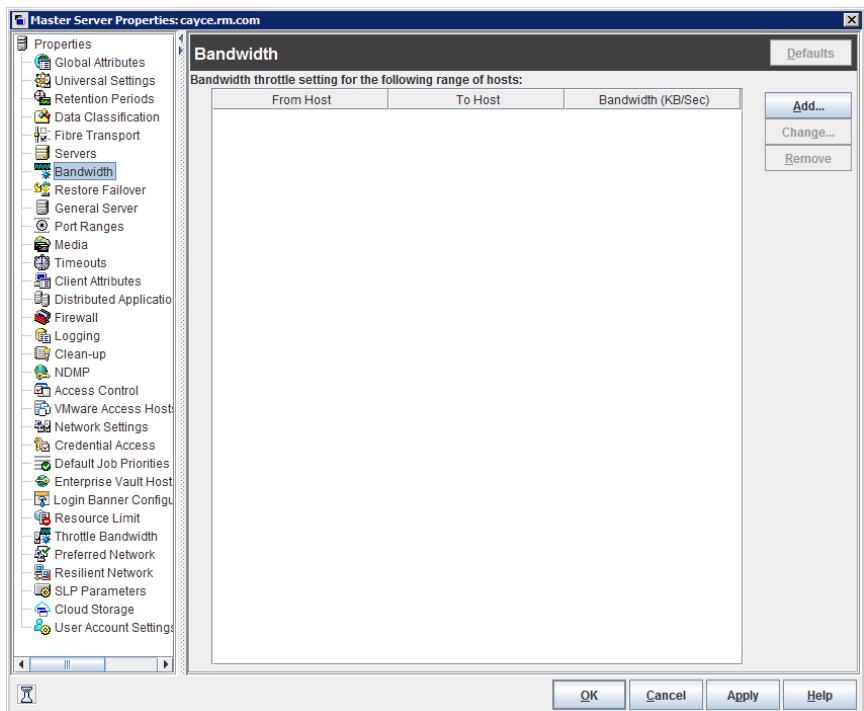 Master Server Properties: cayce.rm.com
Properties
Global Attributes
Universal Settings
Retention Periods
Data Classification
Fibre Transport
Servers
Bandwidth
Restore Failover
General Server
Port Ranges
Media
Timeouts
Client Attributes
Distributed Applicatio
Firewall
Logging
Clean-up
NDMP
Access Control
VMware Access Hosts
Network Settings
Credential Access
Default Job Priorities
Enterprise Vault Host
Login Banner Configu
Resource Limit
Throttle Bandwidth
Preferred Network
Resilient Network
SLP Parameters
Cloud Storage
User Account Settings
Bandwidth
Defaults
Bandwidth throttle setting for the following range of hosts:
From Host To Host Bandwidth (KB/Sec)
Add...
Change...
Remove
OK Cancel Apply Help